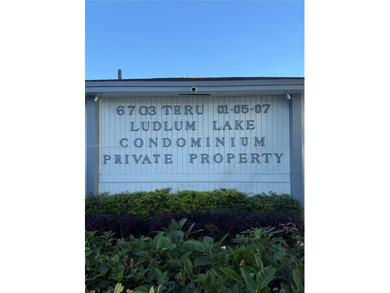 6703 THRU 01-05-07
LUDLUM LAKE
CONDOMINIUM
PRIVATE PROPERTY